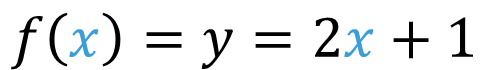 f(x) = y = 2x + 1